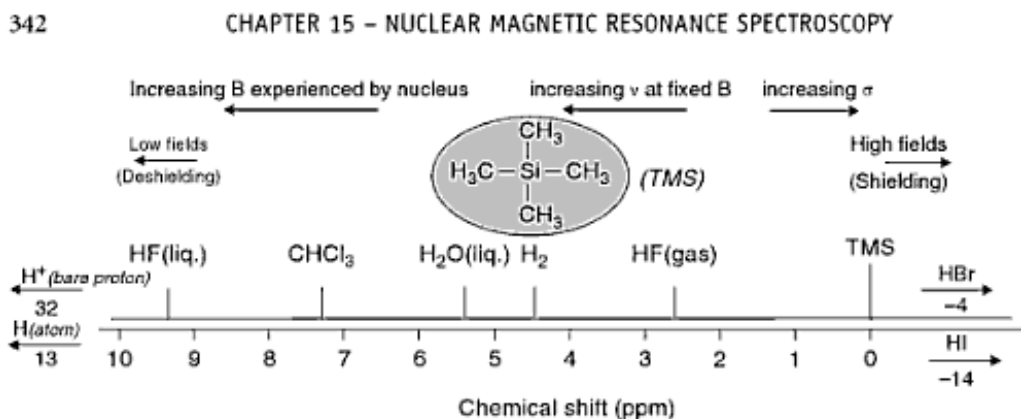 342 CHAPTER 15 – NUCLEAR MAGNETIC RESONANCE SPECTROSCOPY
Increasing B experienced by nucleus increasing ν at fixed B increasing σ
Low fields High fields
(Deshielding) (Shielding)
CH₃
H₃C–Si–CH₃ (TMS)
CH₃
HF(liq.) CHCl₃ H₂O(liq.) H₂ HF(gas) TMS
H⁺ (bare proton) HBr
32 –4
H(atom) HI
13 10 9 8 7 6 5 4 3 2 1 0 –14
Chemical shift (ppm)